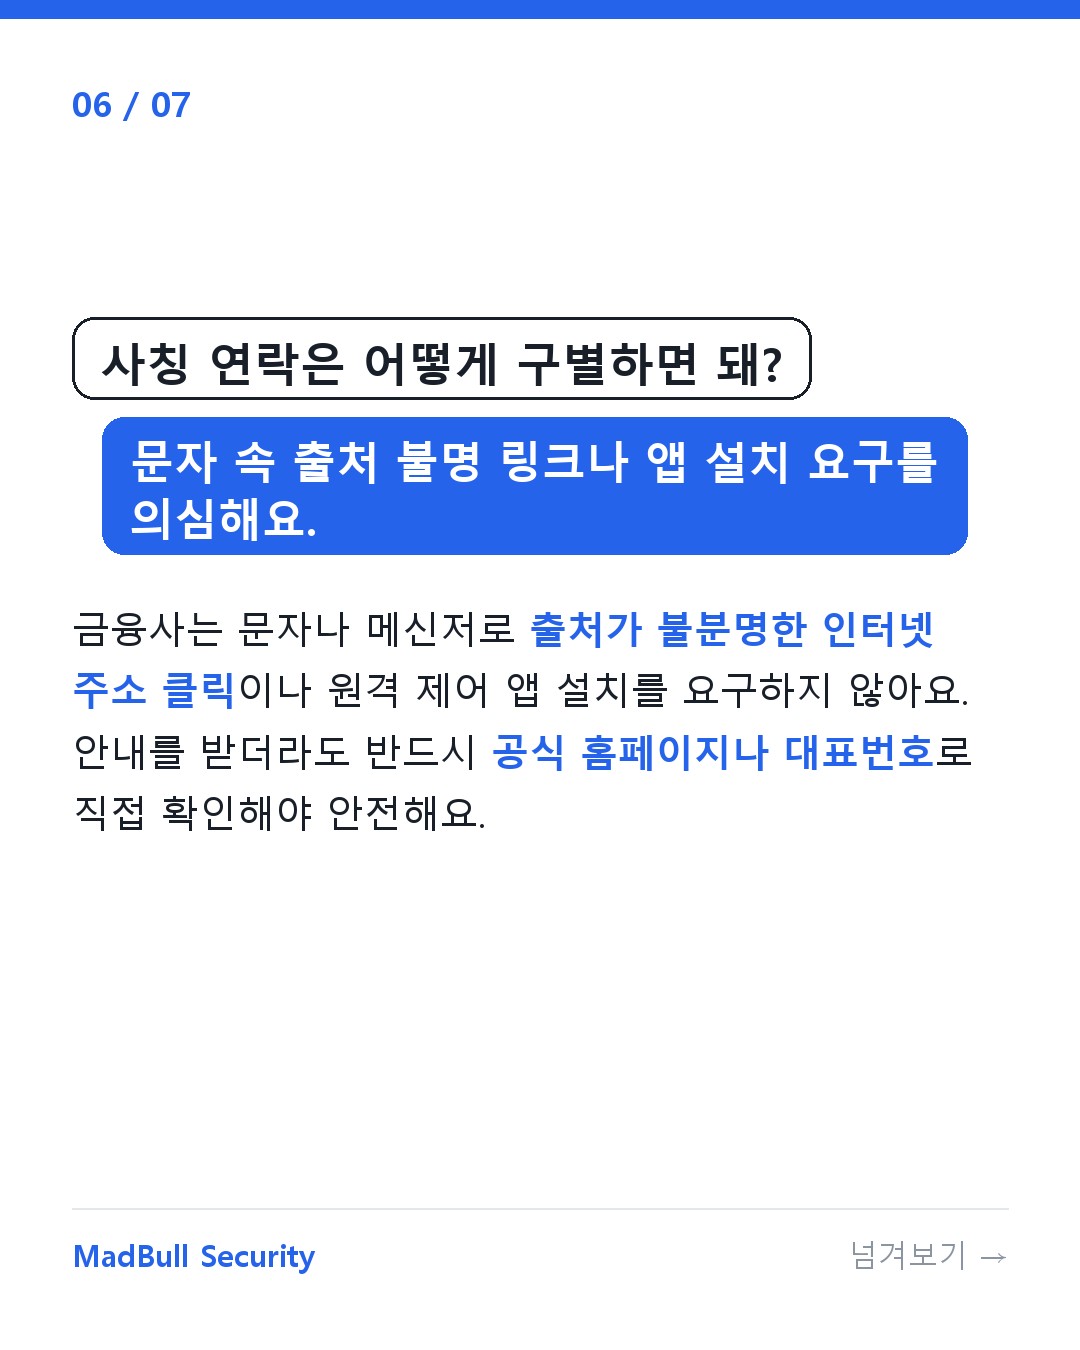 06 / 07
사칭 연락은 어떻게 구별하면 돼?
문자 속 출처 불명 링크나 앱 설치 요구를
의심해요.
금융사는 문자나 메신저로 출처가 불분명한 인터넷
주소 클릭이나 원격 제어 앱 설치를 요구하지 않아요.
안내를 받더라도 반드시 공식 홈페이지나 대표번호로
직접 확인해야 안전해요.
MadBull Security
넘겨보기 →